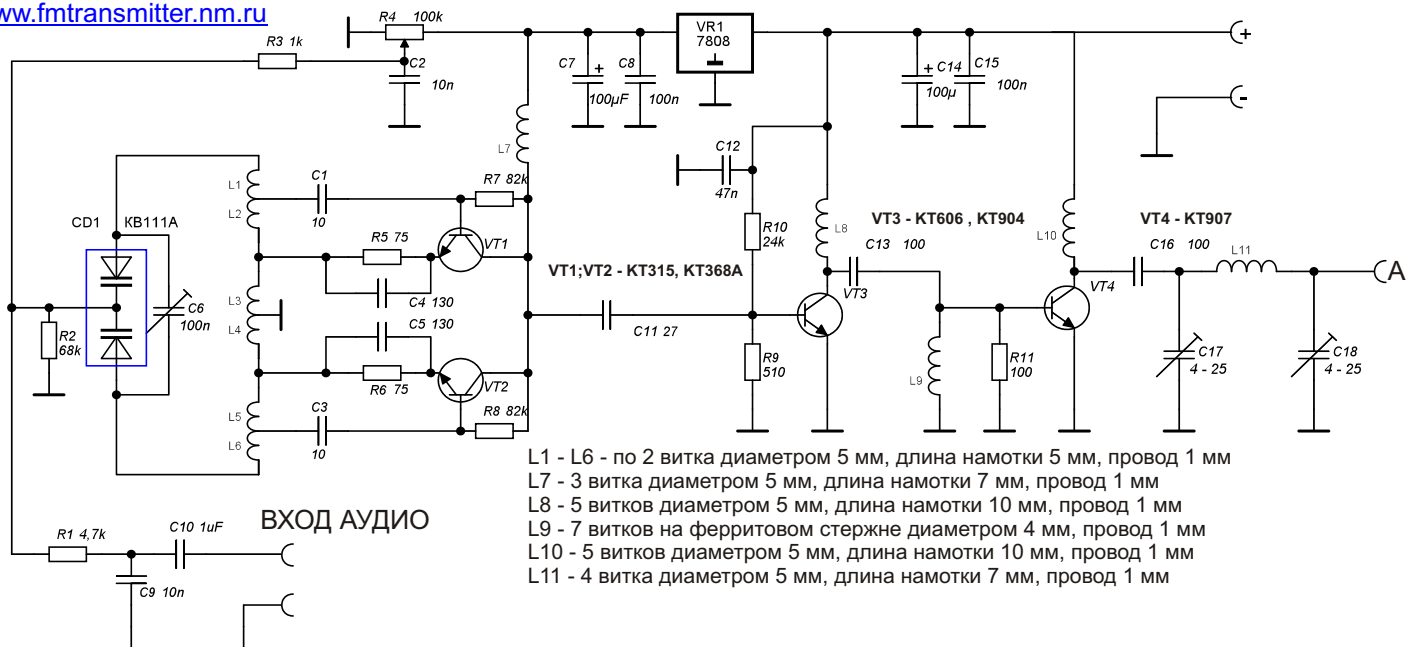 www.fmtransmitter.nm.ru
R4 100k
R3 1k
C2
10n
VR1
7808
C7 +
100µF
C8
100n
+ C14
100µ
C15
100n
+
-
L7
C12
47n
L1
L2
C1
10
R7 82k
CD1 КВ111А
R5 75
VT1
R10
24k
L8
VT3 - КТ606 , КТ904
C13 100
L10
VT4 - КТ907
C16 100
L11
A
VT1;VT2 - КТ315, КТ368А
VT3
VT4
L3
L4
C4 130
C5 130
C6
100n
R2
68k
C11 27
R6 75
VT2
R9
510
L9
R11
100
C17
4 - 25
C18
4 - 25
L5
L6
C3
10
R8 82k
L1 - L6 - по 2 витка диаметром 5 мм, длина намотки 5 мм, провод 1 мм
L7 - 3 витка диаметром 5 мм, длина намотки 7 мм, провод 1 мм
L8 - 5 витков диаметром 5 мм, длина намотки 10 мм, провод 1 мм
L9 - 7 витков на ферритовом стержне диаметром 4 мм, провод 1 мм
L10 - 5 витков диаметром 5 мм, длина намотки 10 мм, провод 1 мм
L11 - 4 витка диаметром 5 мм, длина намотки 7 мм, провод 1 мм
ВХОД АУДИО
R1 4,7k
C10 1uF
C9 10n